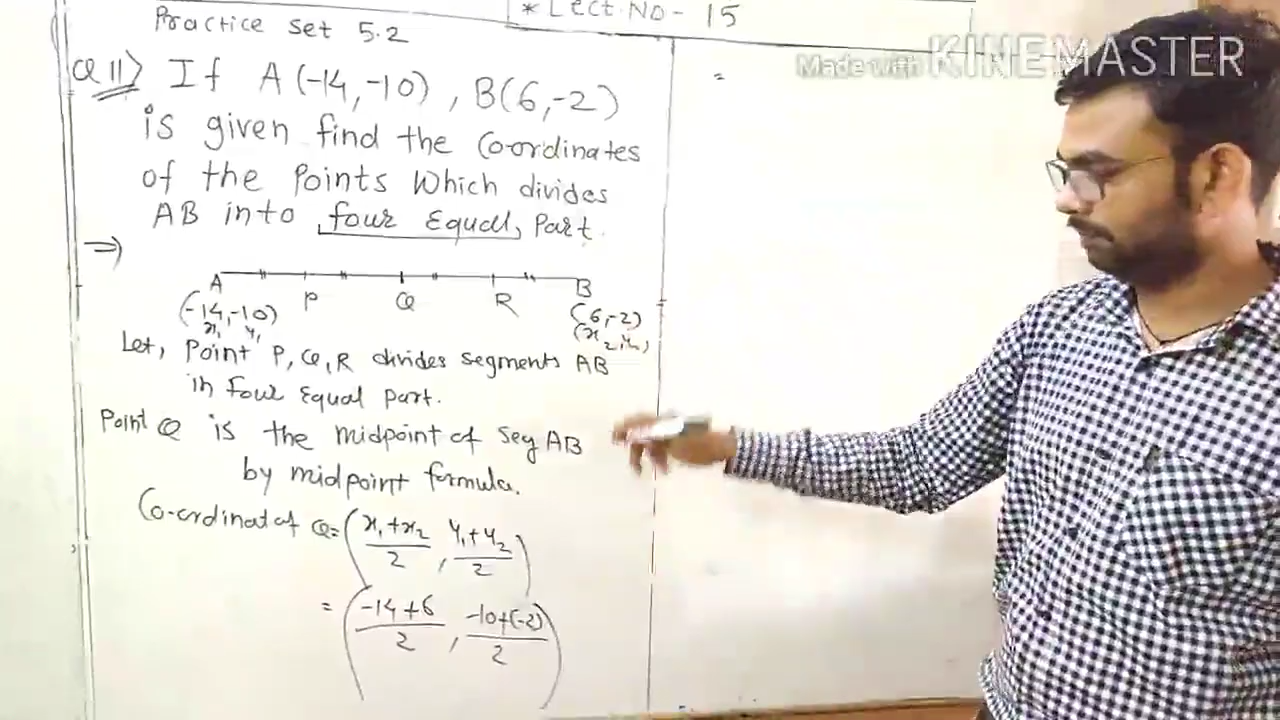 * Lect. No - 15
Practice Set 5.2
Made with KINEMASTER
Q 11) If A (-14, -10) , B(6, -2)
is given find the Co-ordinates
of the Points Which divides
AB into four Equal, Part.
⇒
A B
P Q R
(-14, -10) (6, -2)
x₁ y₁ (x₂, y₂)
Let, Point P, Q, R divides segments AB
in four Equal part.
Point Q is the midpoint of Seg AB
by midpoint formula.
Co-ordinat of Q = (x₁+x₂/2 , y₁+y₂/2)
= (-14+6/2 , -10+(-2)/2)
=